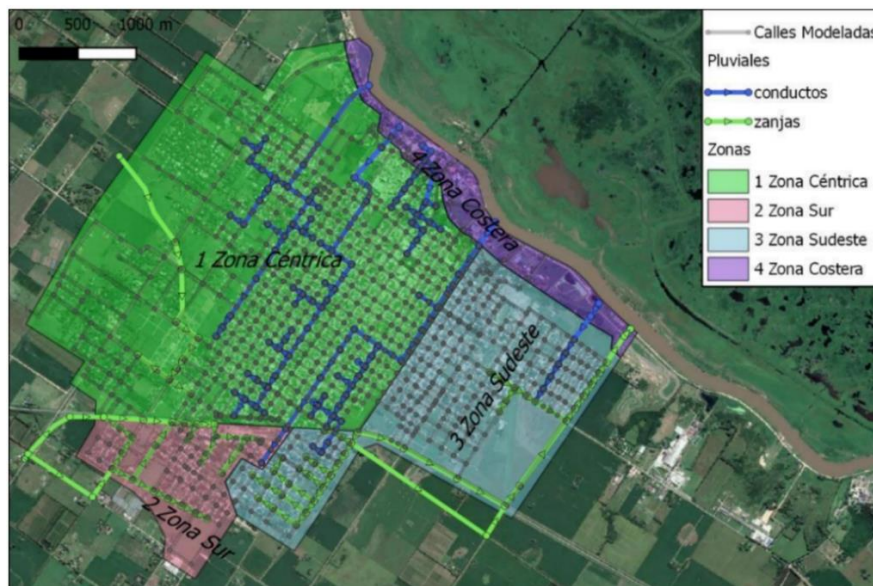 0 500 1000 m
Calles Modeladas
Pluviales
conductos
zanjas
Zonas
1 Zona Céntrica
2 Zona Sur
3 Zona Sudeste
4 Zona Costera
4 Zona Costera
1 Zona Céntrica
3 Zona Sudeste
2 Zona Sur